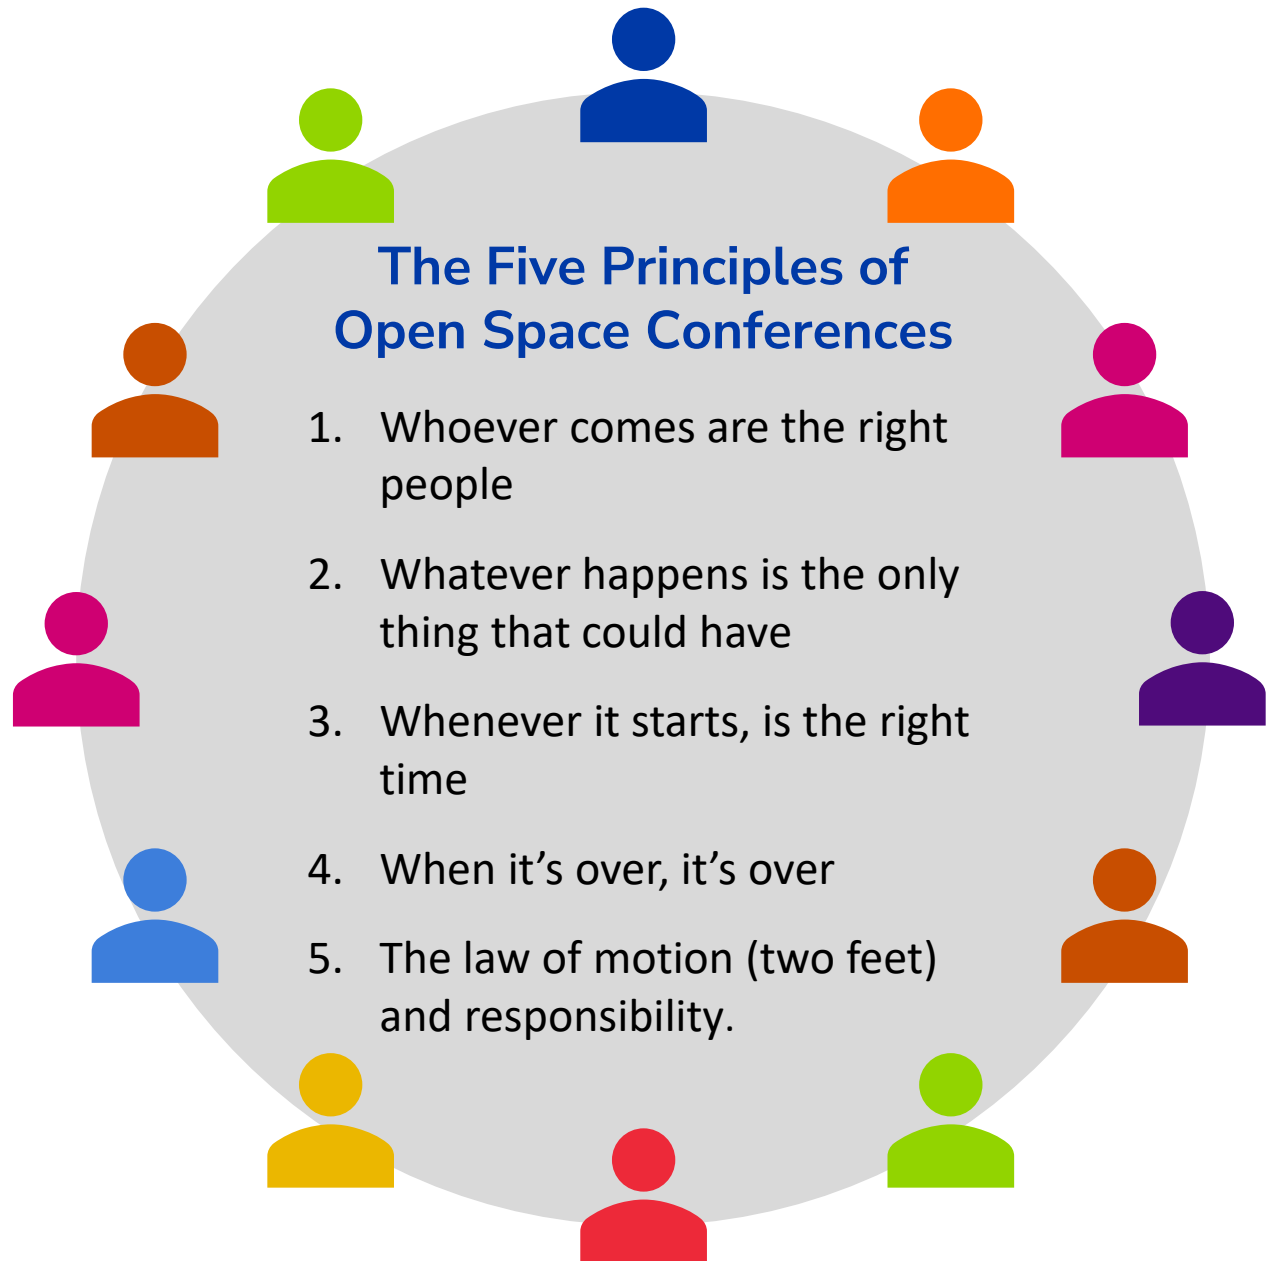 The Five Principles of
Open Space Conferences
1. Whoever comes are the right
people
2. Whatever happens is the only
thing that could have
3. Whenever it starts, is the right
time
4. When it’s over, it’s over
5. The law of motion (two feet)
and responsibility.